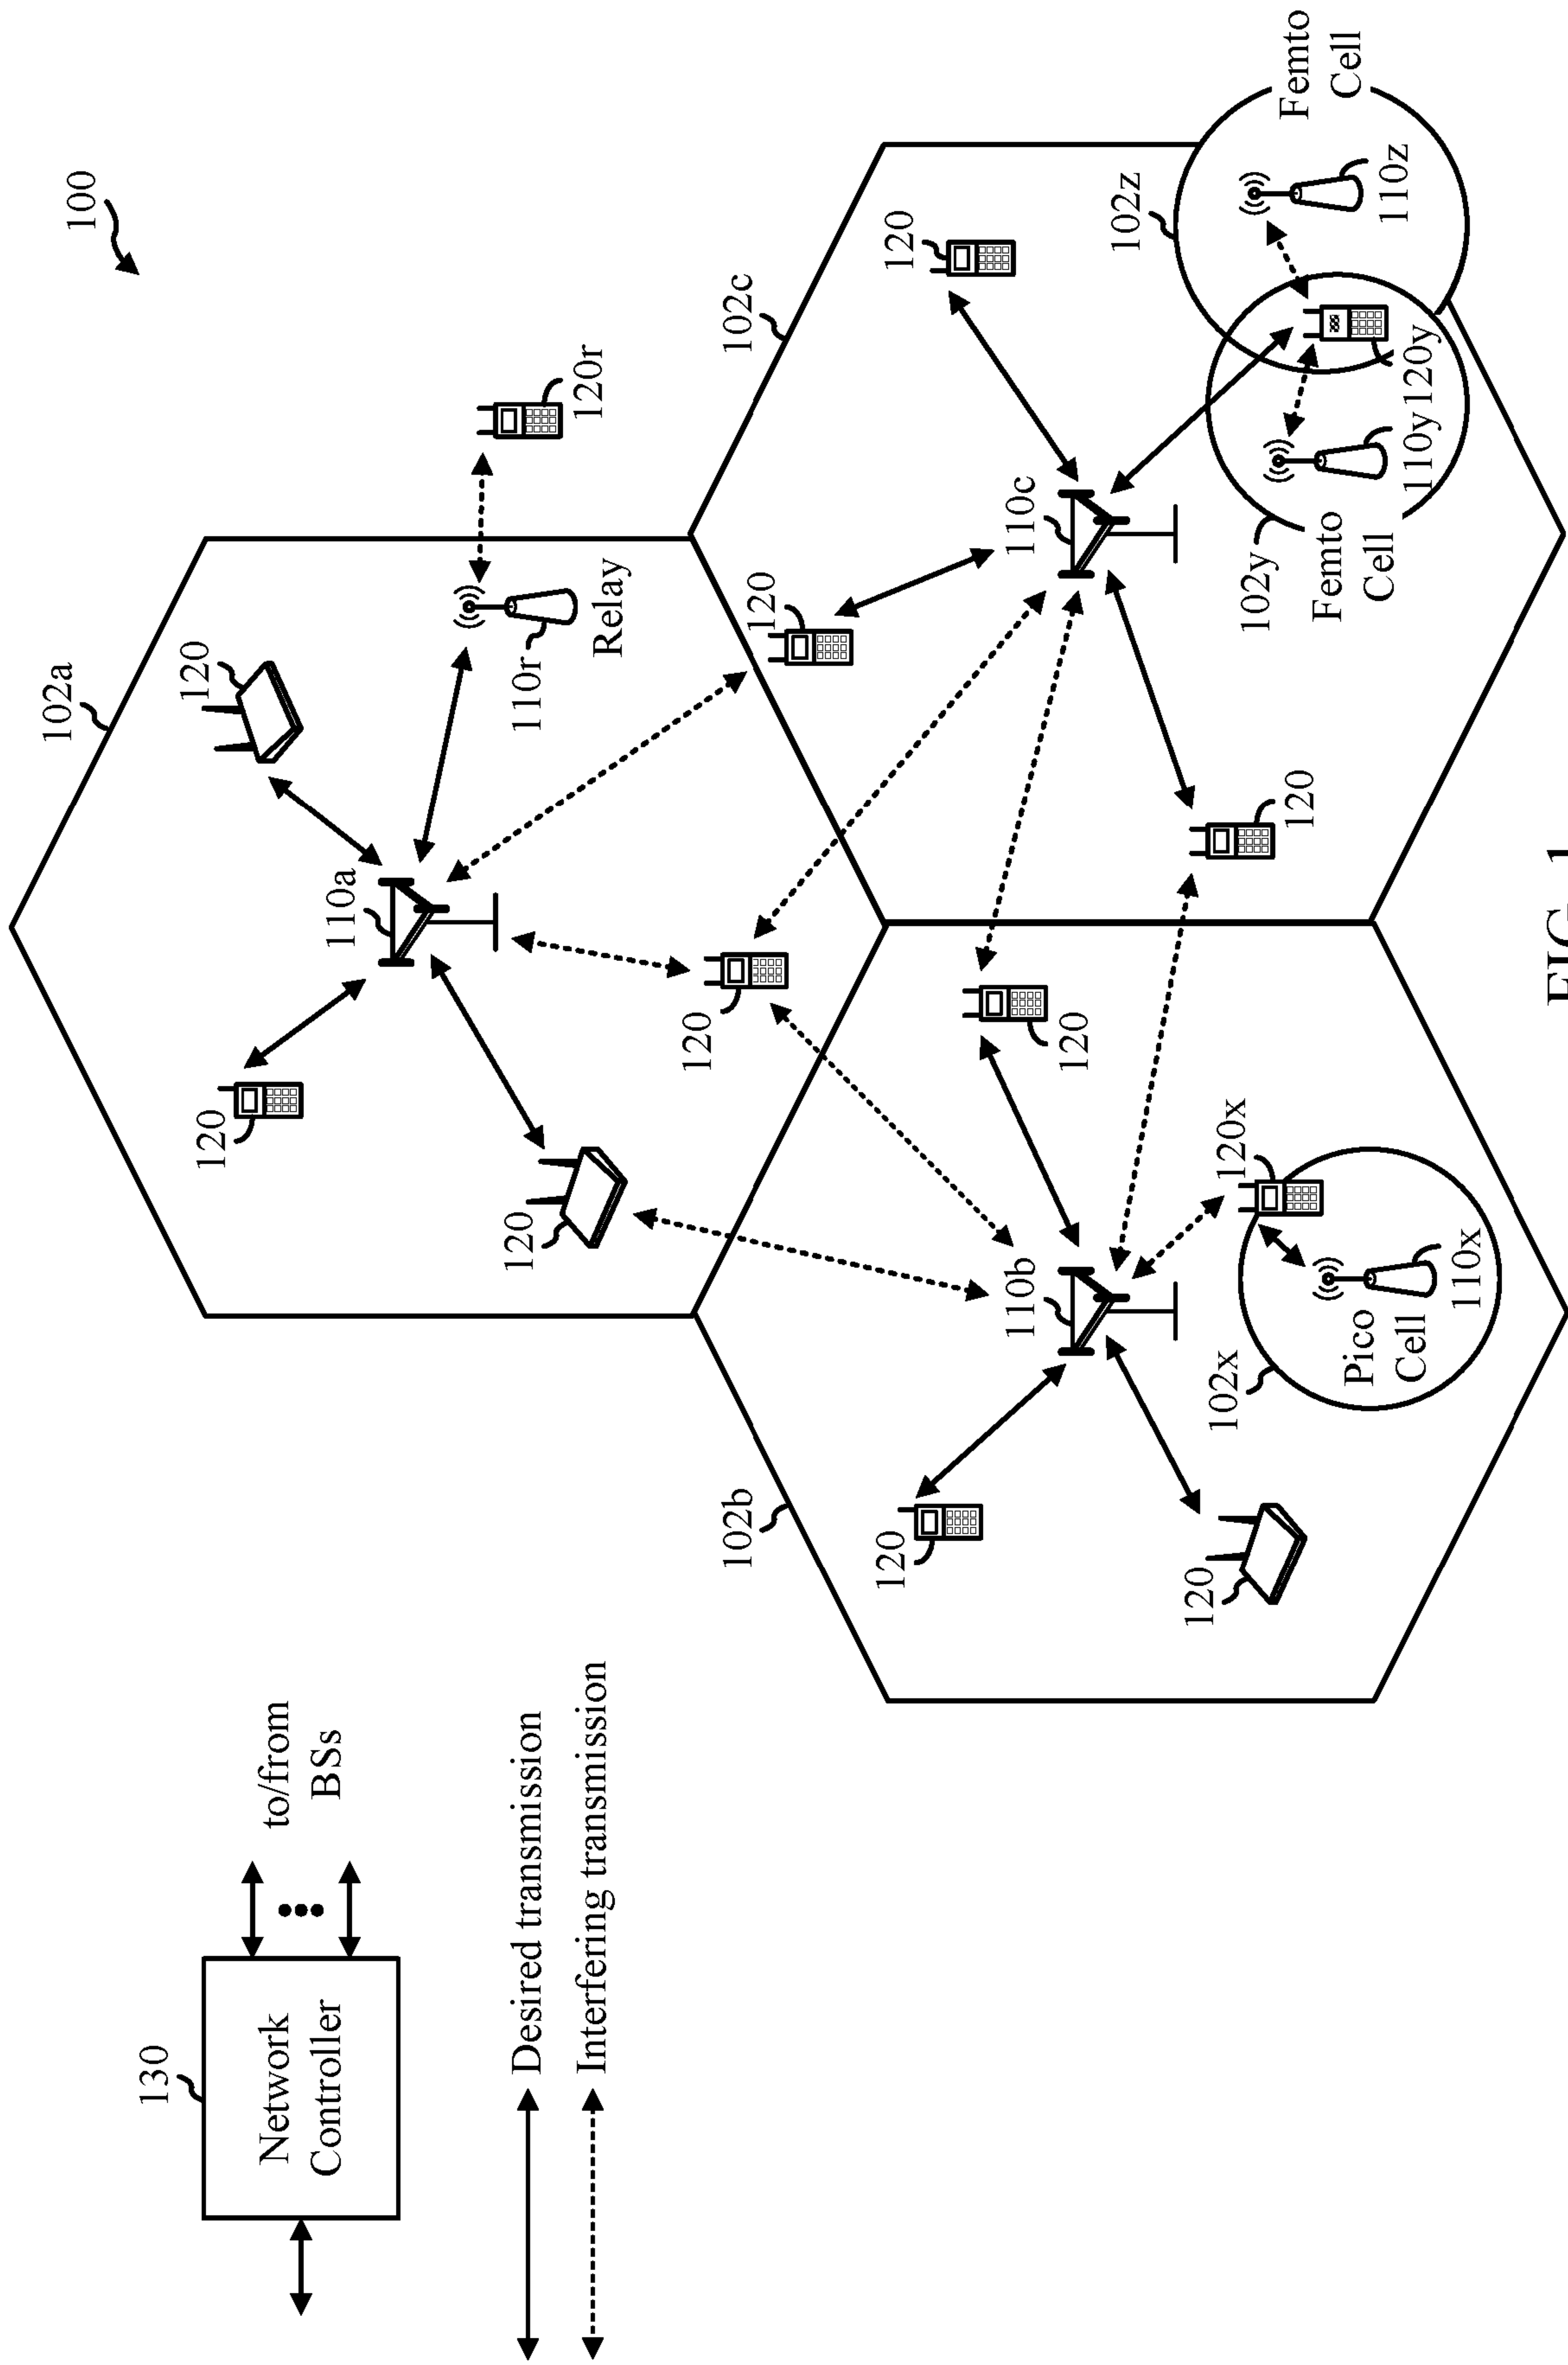 100
130
Network
Controller
to/from
BSs
Desired transmission
Interfering transmission
102a
120
120
110a
120
110r
Relay
120r
120
102b
120
120
110b
120
120x
102x
Pico
Cell
110x
120
102c
120
110c
120
120
102y
Femto
Cell
110y
120y
102z
110z
Femto
Cell
FIG. 1